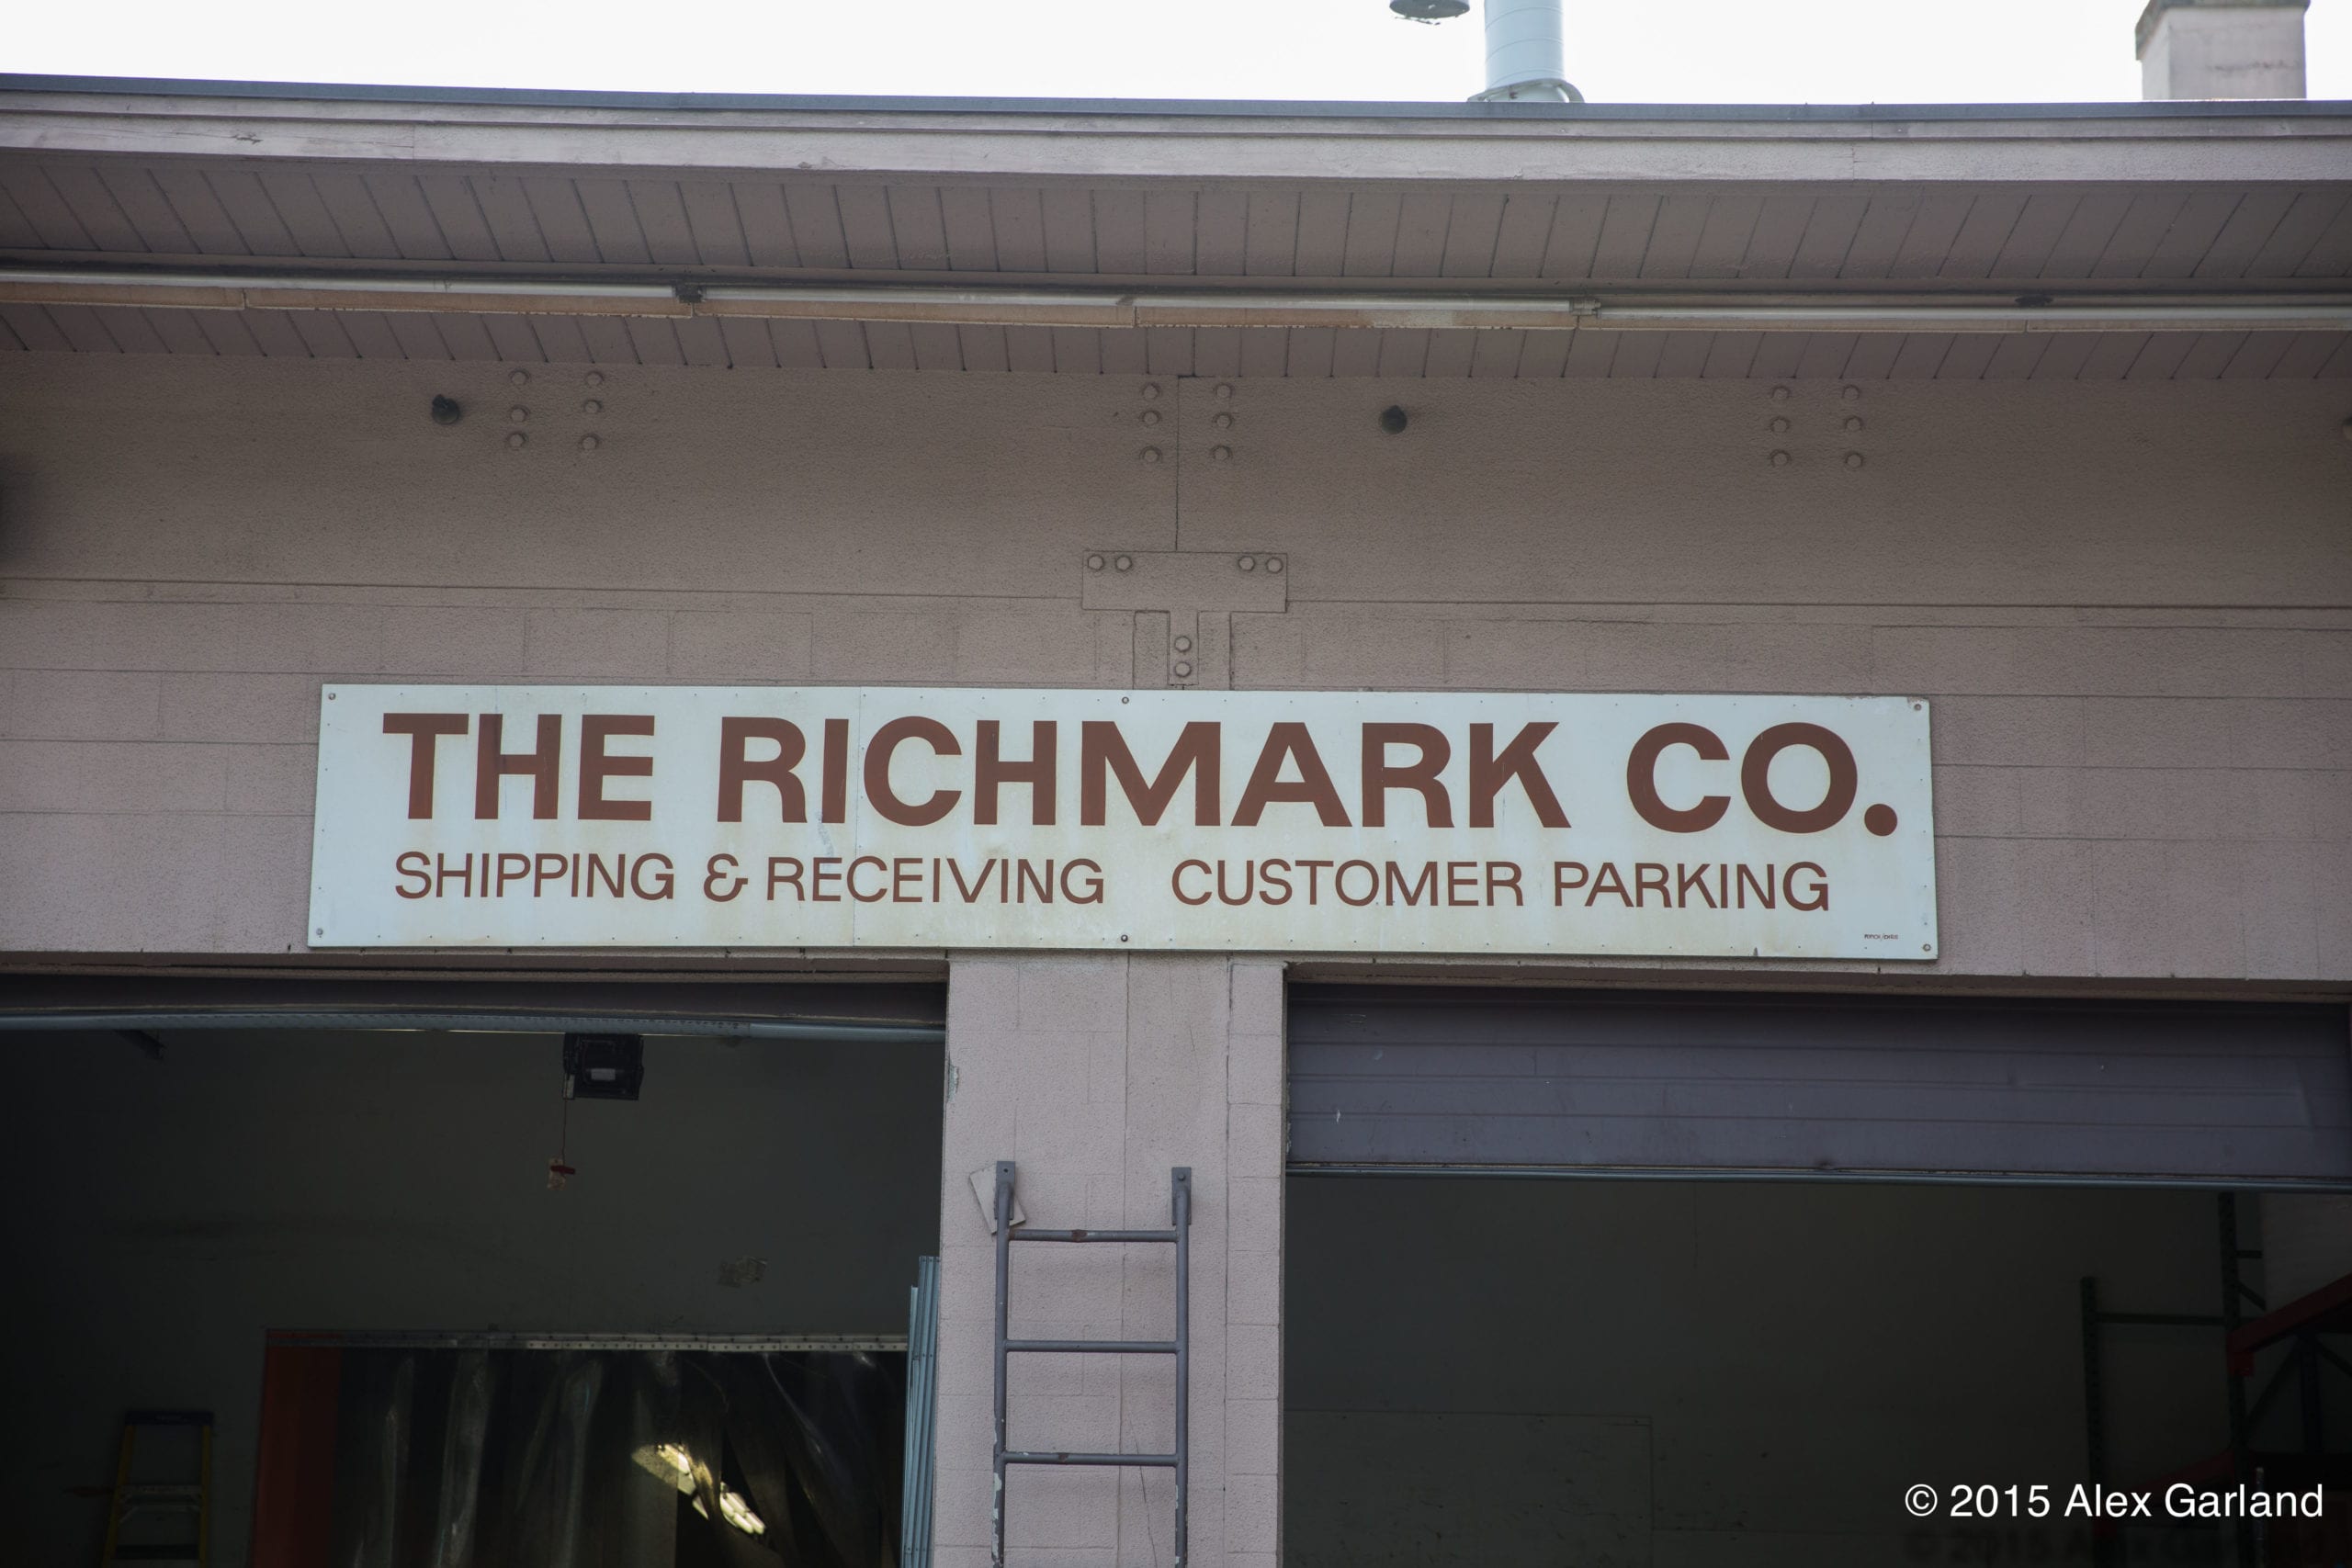 THE RICHMARK CO.
SHIPPING & RECEIVING CUSTOMER PARKING
© 2015 Alex Garland